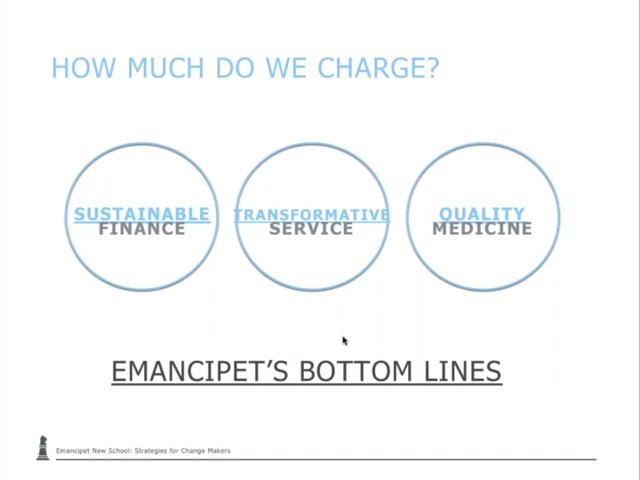 HOW MUCH DO WE CHARGE?
SUSTAINABLE
FINANCE
TRANSFORMATIVE
SERVICE
QUALITY
MEDICINE
EMANCIPET’S BOTTOM LINES
Emancipet New School: Strategies for Change Makers